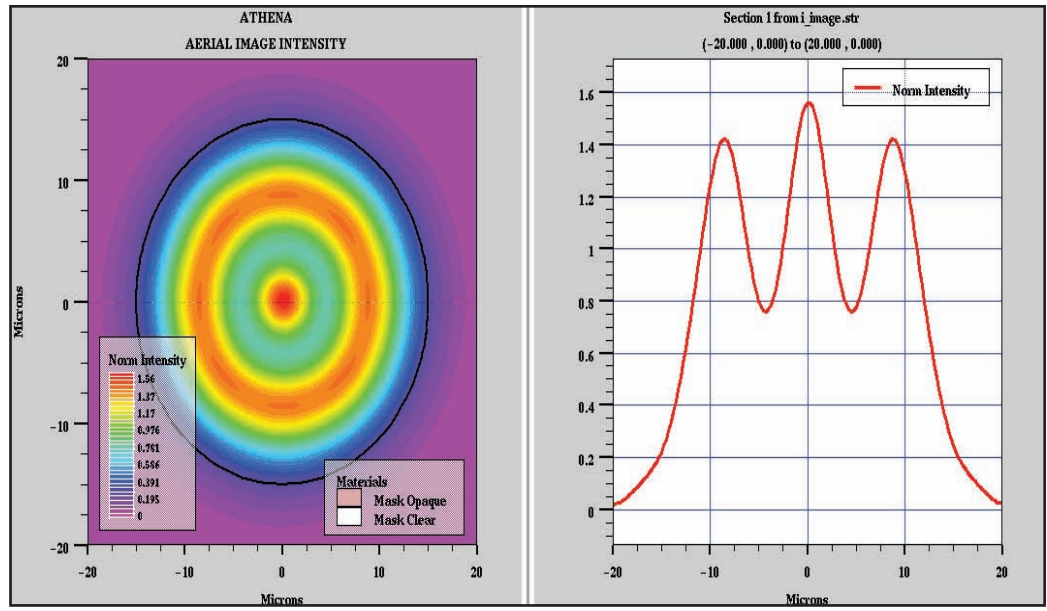 ATHENA
AERIAL IMAGE INTENSITY
20
10
0
-10
-20
Microns
Norm Intensity
1.56
1.37
1.17
0.976
0.781
0.586
0.391
0.195
0
Materials
Mask Opaque
Mask Clear
-20
-10
0
10
20
Microns
Section 1 from i_image.str
(-20.000 , 0.000) to (20.000 , 0.000)
Norm Intensity
1.6
1.4
1.2
1
0.8
0.6
0.4
0.2
0
-20
-10
0
10
20
Microns